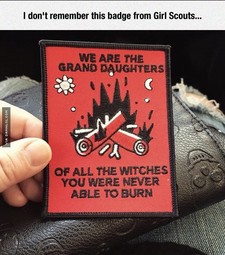 I don't remember this badge from Girl Scouts...
WE ARE THE
GRAND DAUGHTERS
OF ALL THE WITCHES
YOU WERE NEVER
ABLE TO BURN